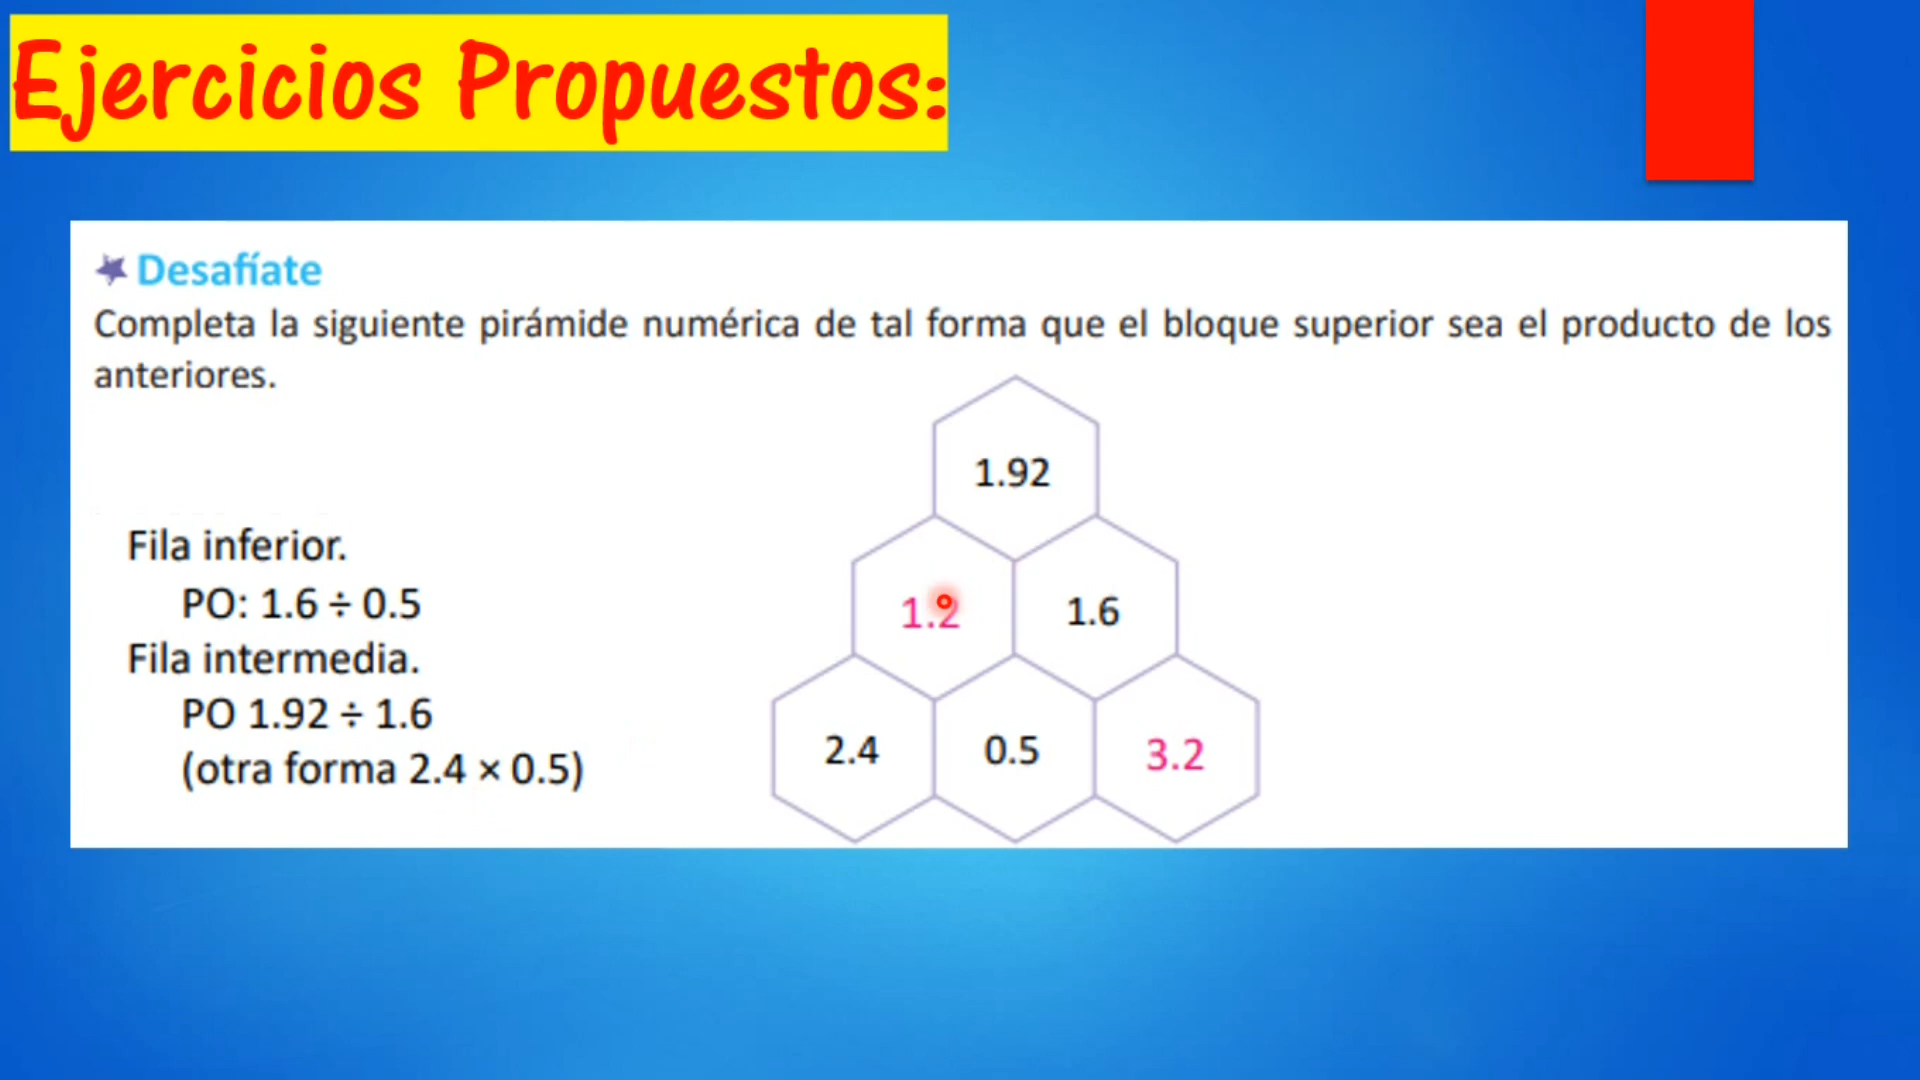 Ejercicios Propuestos:
Desafíate
Completa la siguiente pirámide numérica de tal forma que el bloque superior sea el producto de los
anteriores.
1.92
Fila inferior.
PO: 1.6 ÷ 0.5
1.2 1.6
Fila intermedia.
PO 1.92 ÷ 1.6
(otra forma 2.4 × 0.5)
2.4 0.5 3.2